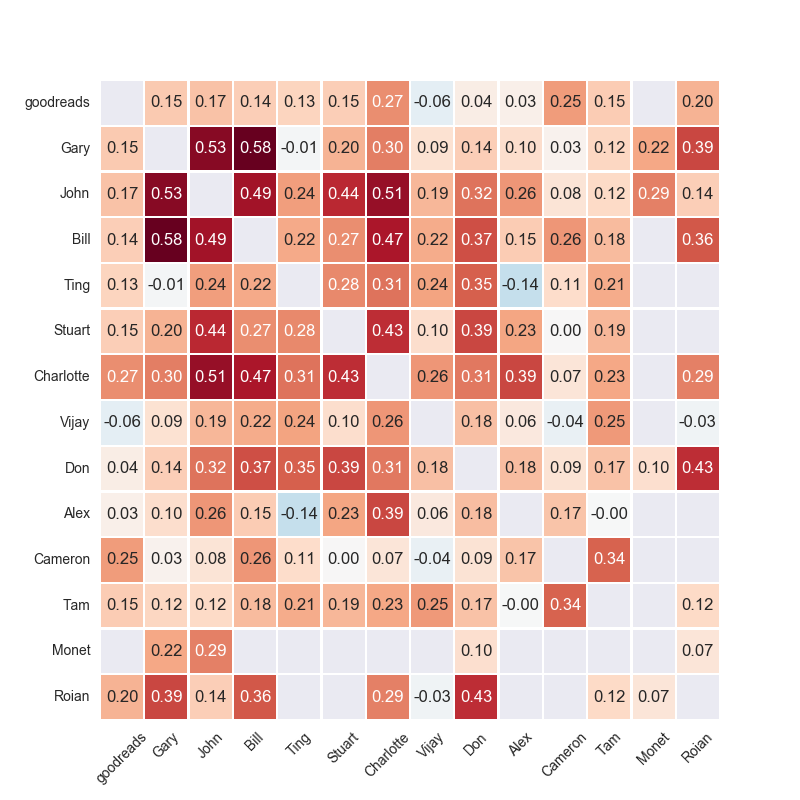 goodreads 0.15 0.17 0.14 0.13 0.15 0.27 -0.06 0.04 0.03 0.25 0.15 0.20
Gary 0.15 0.53 0.58 -0.01 0.20 0.30 0.09 0.14 0.10 0.03 0.12 0.22 0.39
John 0.17 0.53 0.49 0.24 0.44 0.51 0.19 0.32 0.26 0.08 0.12 0.29 0.14
Bill 0.14 0.58 0.49 0.22 0.27 0.47 0.22 0.37 0.15 0.26 0.18 0.36
Ting 0.13 -0.01 0.24 0.22 0.28 0.31 0.24 0.35 -0.14 0.11 0.21
Stuart 0.15 0.20 0.44 0.27 0.28 0.43 0.10 0.39 0.23 0.00 0.19
Charlotte 0.27 0.30 0.51 0.47 0.31 0.43 0.26 0.31 0.39 0.07 0.23 0.29
Vijay -0.06 0.09 0.19 0.22 0.24 0.10 0.26 0.18 0.06 -0.04 0.25 -0.03
Don 0.04 0.14 0.32 0.37 0.35 0.39 0.31 0.18 0.18 0.09 0.17 0.10 0.43
Alex 0.03 0.10 0.26 0.15 -0.14 0.23 0.39 0.06 0.18 0.17 -0.00
Cameron 0.25 0.03 0.08 0.26 0.11 0.00 0.07 -0.04 0.09 0.17 0.34
Tam 0.15 0.12 0.12 0.18 0.21 0.19 0.23 0.25 0.17 -0.00 0.34 0.12
Monet 0.22 0.29 0.10 0.07
Roian 0.20 0.39 0.14 0.36 0.29 -0.03 0.43 0.12 0.07
goodreads Gary John Bill Ting Stuart Charlotte Vijay Don Alex Cameron Tam Monet Roian